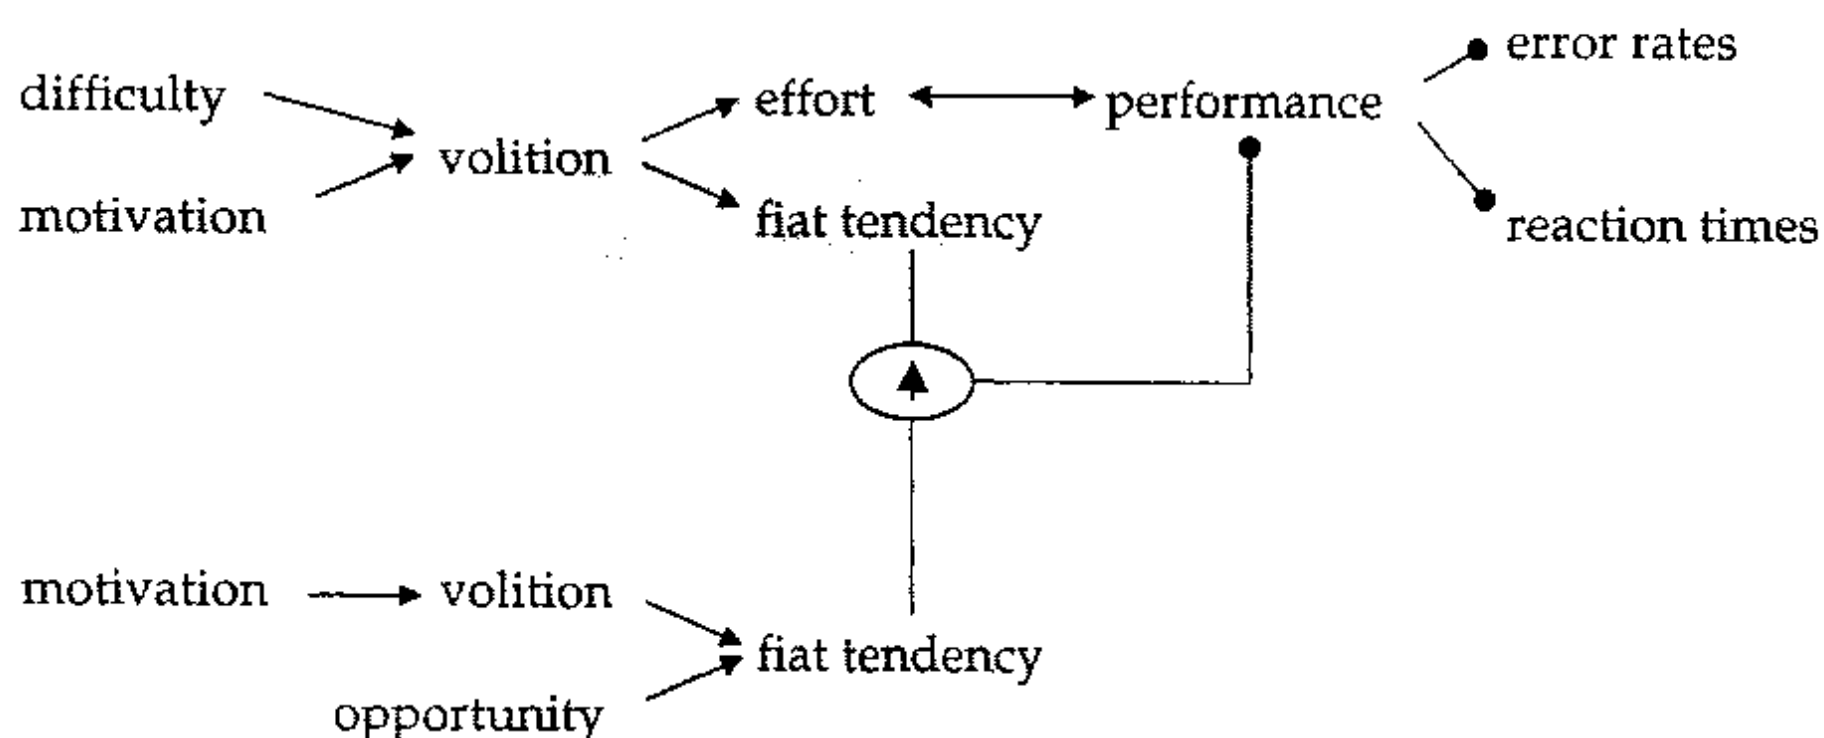 error rates
difficulty
effort
performance
volition
motivation
fiat tendency
reaction times
motivation
volition
fiat tendency
opportunity